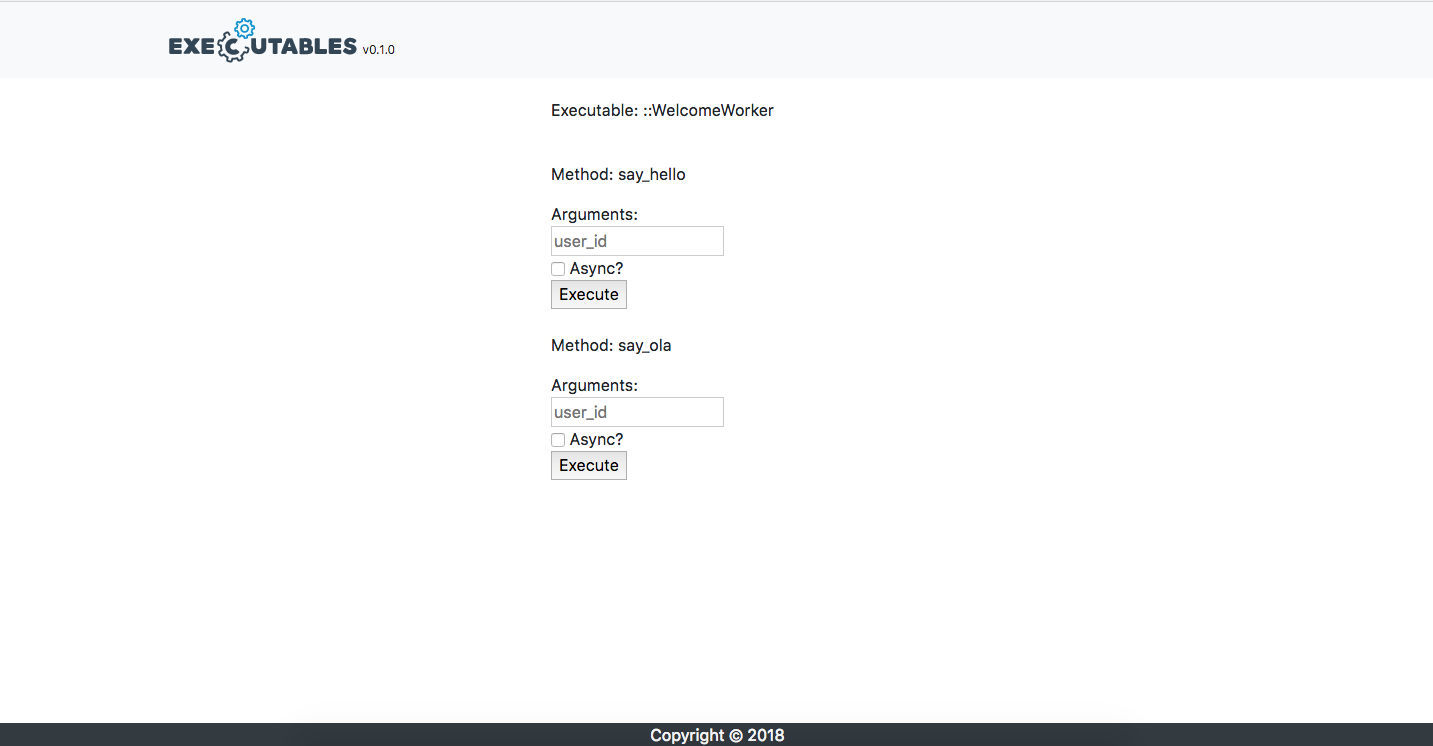 EXECUTABLES v0.1.0
Executable: ::WelcomeWorker
Method: say_hello
Arguments:
user_id
Async?
Execute
Method: say_ola
Arguments:
user_id
Async?
Execute
Copyright © 2018